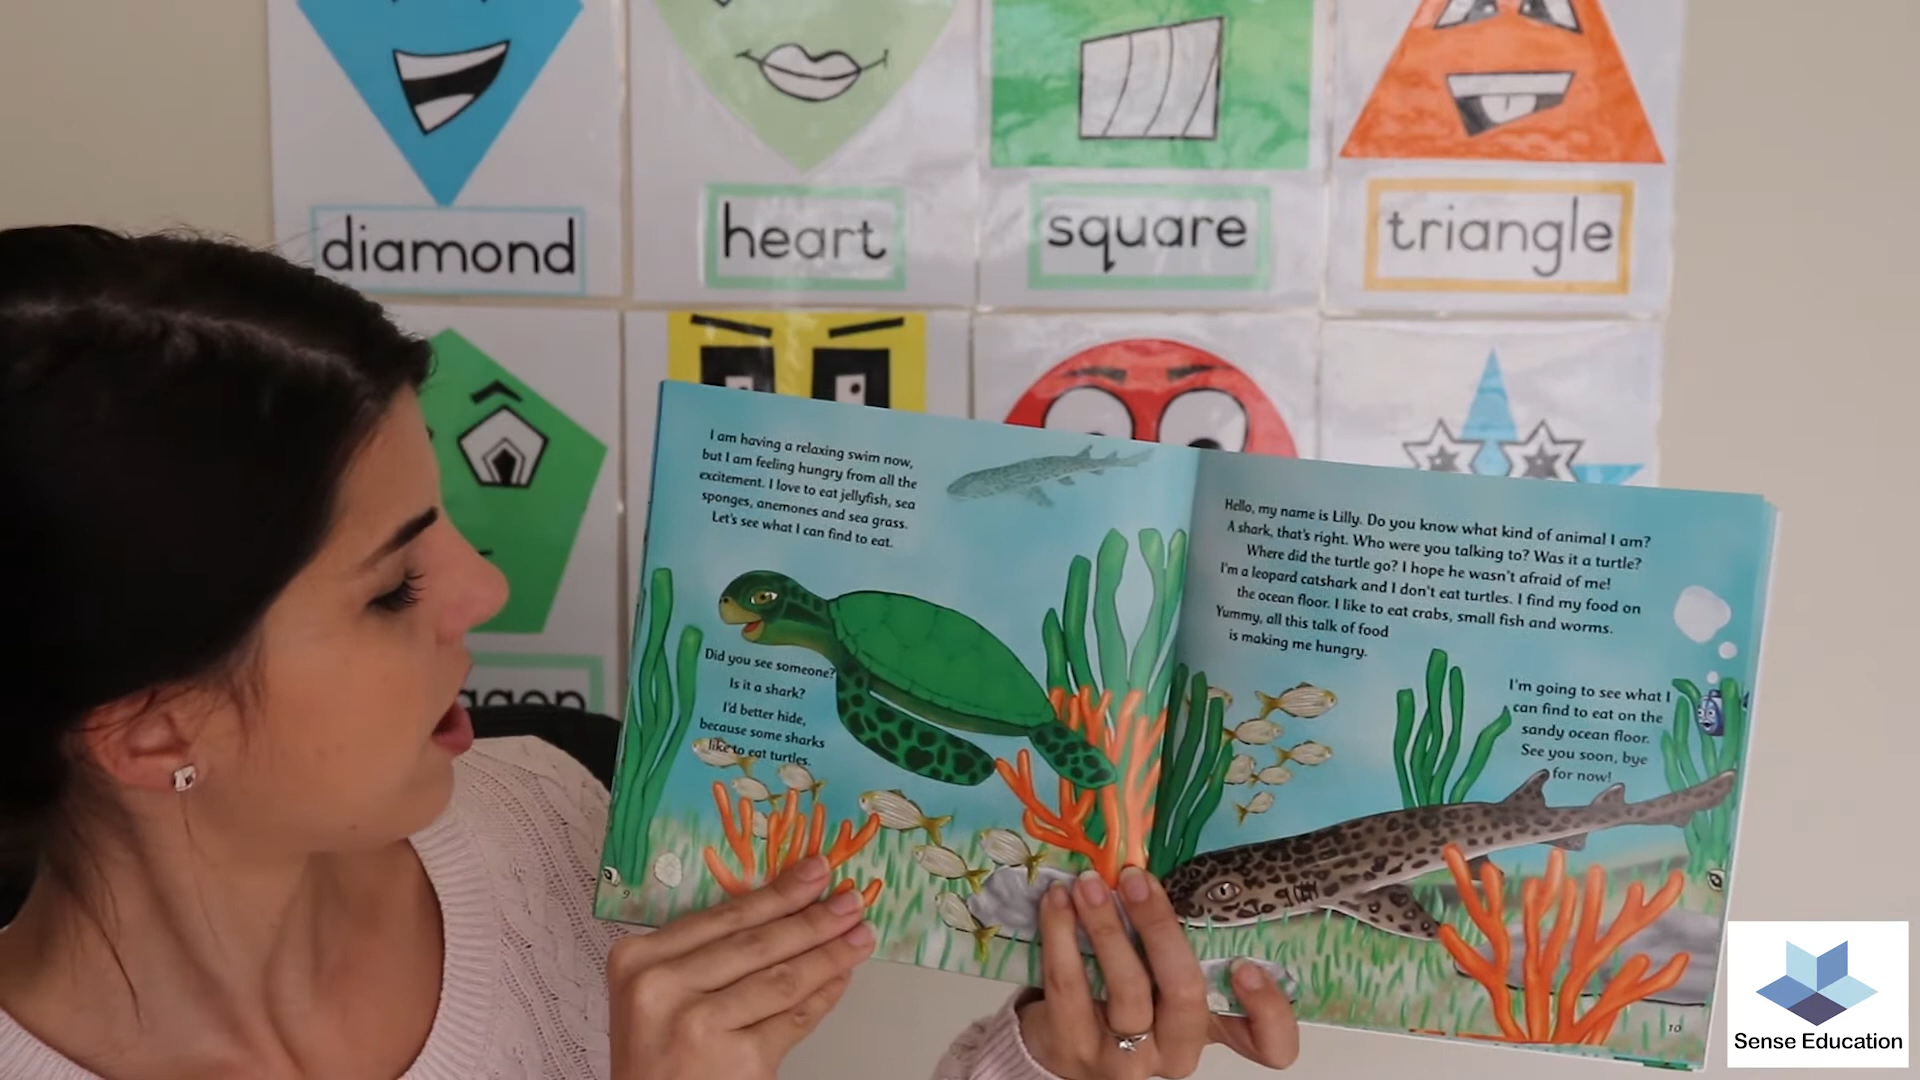 diamond
heart
square
triangle
I am having a relaxing swim now,
but I am feeling hungry from all the
excitement. I love to eat jellyfish, sea
sponges, anemones and sea grass.
Let's see what I can find to eat.
Did you see someone?
Is it a shark?
I'd better hide,
because some sharks
like to eat turtles.
9
Hello, my name is Lilly. Do you know what kind of animal I am?
A shark, that's right. Who were you talking to? Was it a turtle?
Where did the turtle go? I hope he wasn't afraid of me!
I'm a leopard catshark and I don't eat turtles. I find my food on
the ocean floor. I like to eat crabs, small fish and worms.
Yummy, all this talk of food
is making me hungry.
I'm going to see what I
can find to eat on the
sandy ocean floor.
See you soon, bye
for now!
10
Sense Education